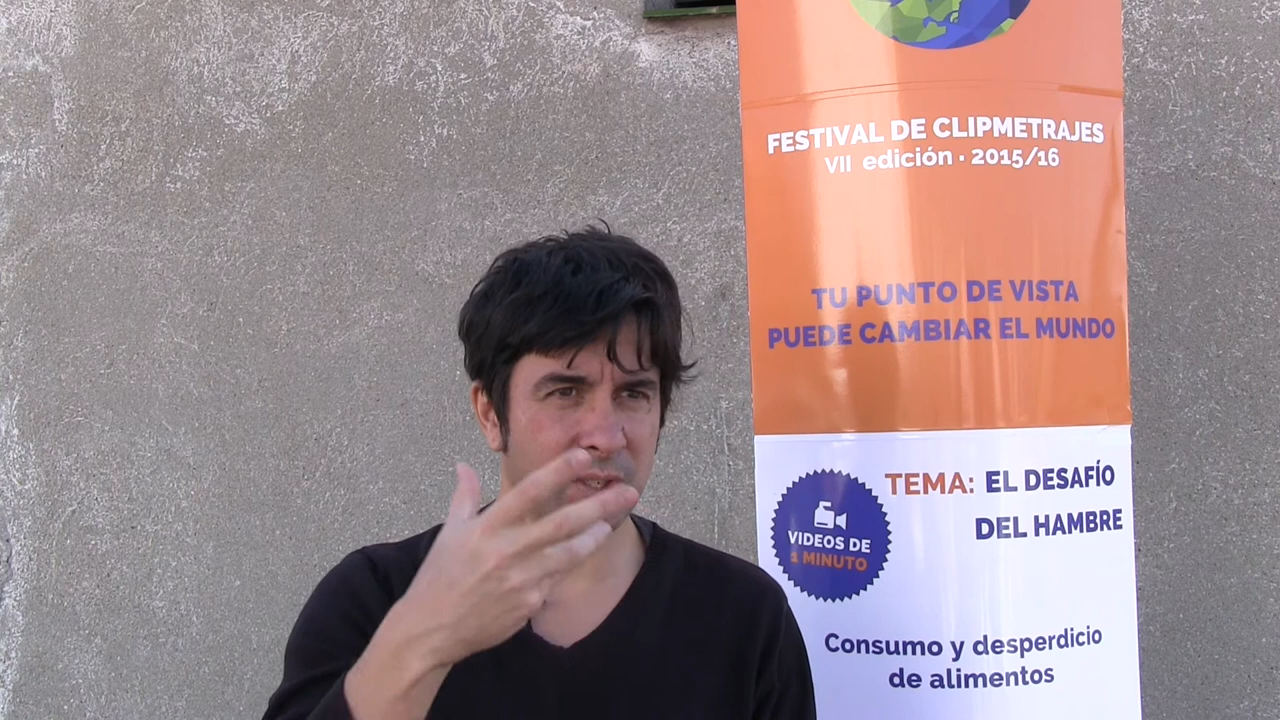 FESTIVAL DE CLIPMETRAJES
VII edición · 2015/16
TU PUNTO DE VISTA
PUEDE CAMBIAR EL MUNDO
TEMA: EL DESAFÍO
DEL HAMBRE
VIDEOS DE
1 MINUTO
Consumo y desperdicio
de alimentos